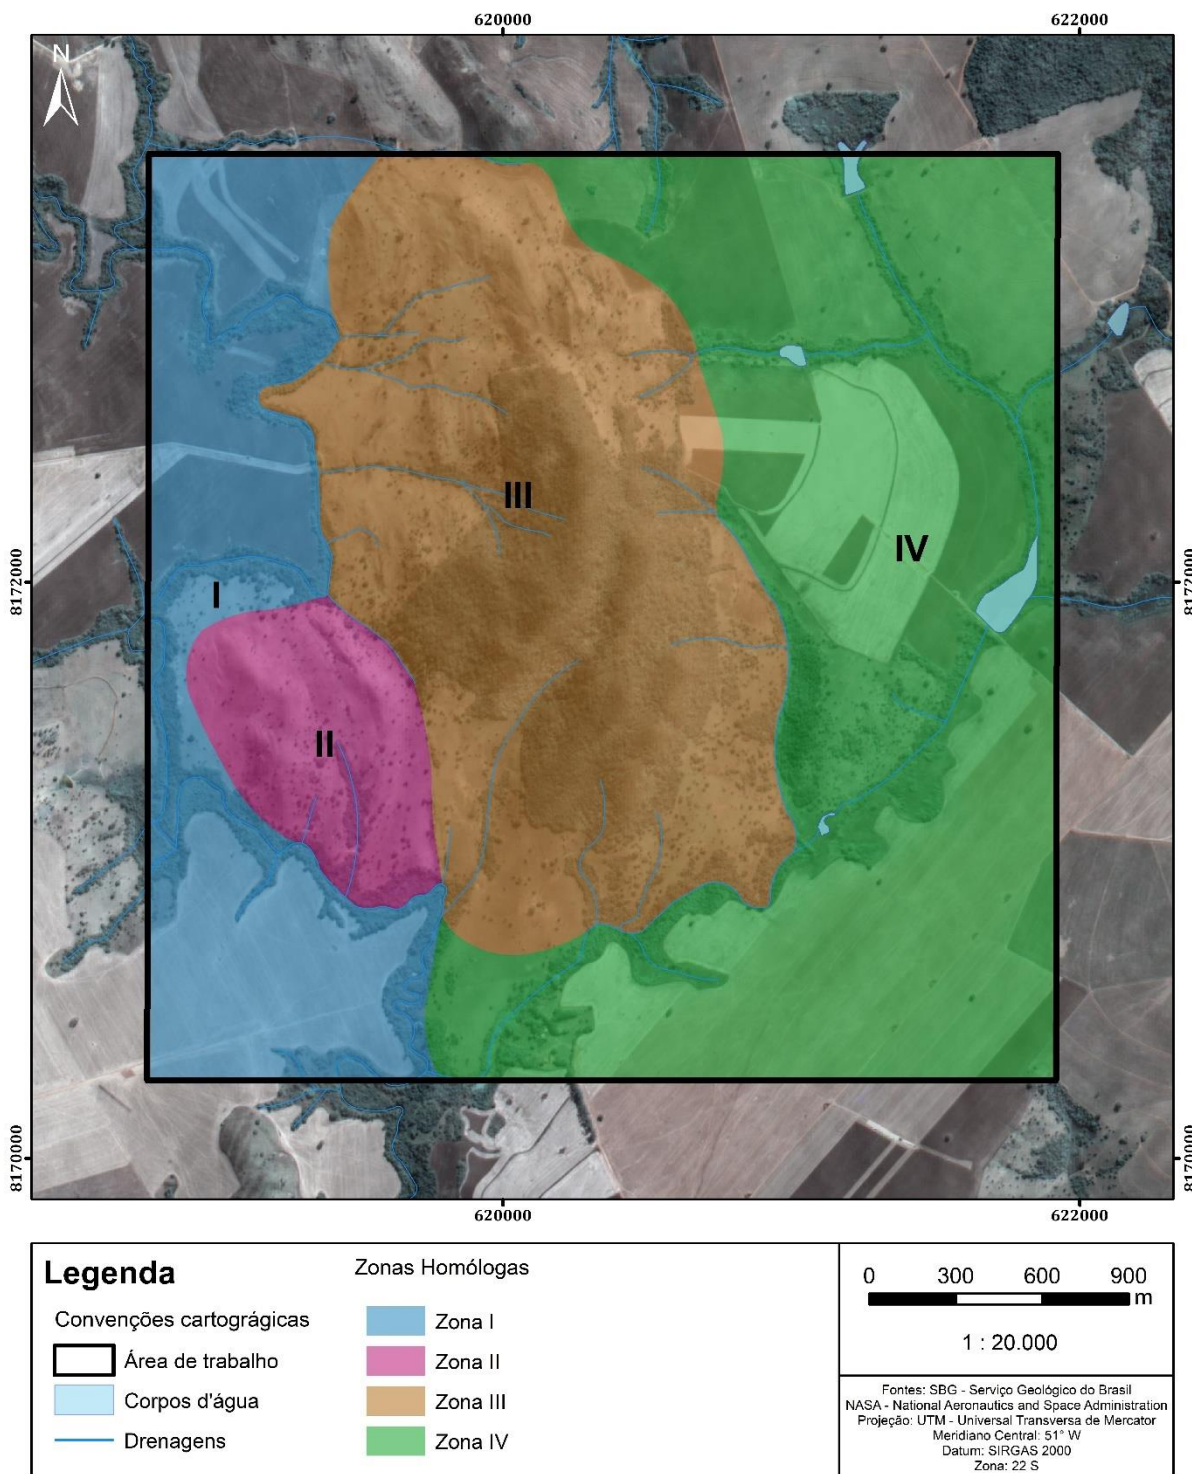 620000
622000
N
8172000
8172000
III
IV
I
II
8170000
8170000
620000
622000
Legenda
Convenções cartográgicas
Área de trabalho
Corpos d'água
Drenagens
Zonas Homólogas
Zona I
Zona II
Zona III
Zona IV
0 300 600 900
m
1 : 20.000
Fontes: SBG - Serviço Geológico do Brasil
NASA - National Aeronautics and Space Administration
Projeção: UTM - Universal Transversa de Mercator
Meridiano Central: 51° W
Datum: SIRGAS 2000
Zona: 22 S